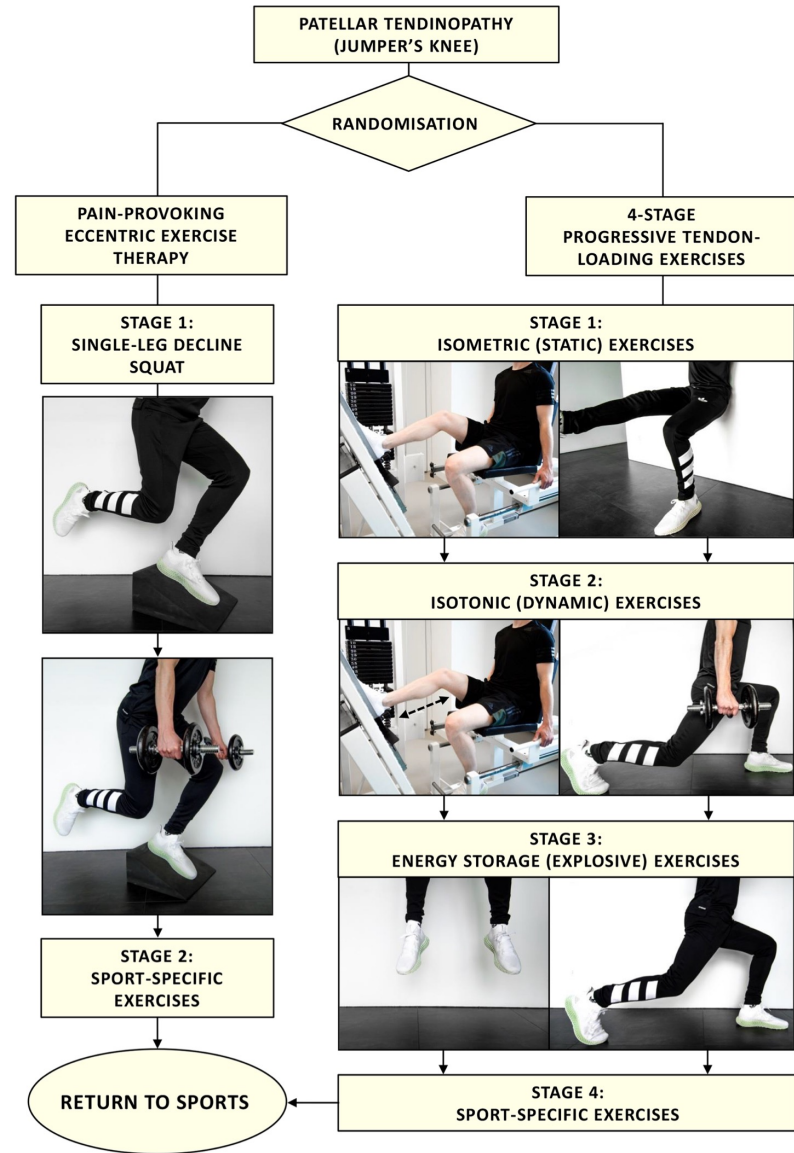 PATELLAR TENDINOPATHY
(JUMPER'S KNEE)
RANDOMISATION
PAIN-PROVOKING
ECCENTRIC EXERCISE
THERAPY
STAGE 1:
SINGLE-LEG DECLINE
SQUAT
STAGE 2:
SPORT-SPECIFIC
EXERCISES
4-STAGE
PROGRESSIVE TENDON-
LOADING EXERCISES
STAGE 1:
ISOMETRIC (STATIC) EXERCISES
STAGE 2:
ISOTONIC (DYNAMIC) EXERCISES
STAGE 3:
ENERGY STORAGE (EXPLOSIVE) EXERCISES
STAGE 4:
SPORT-SPECIFIC EXERCISES
RETURN TO SPORTS